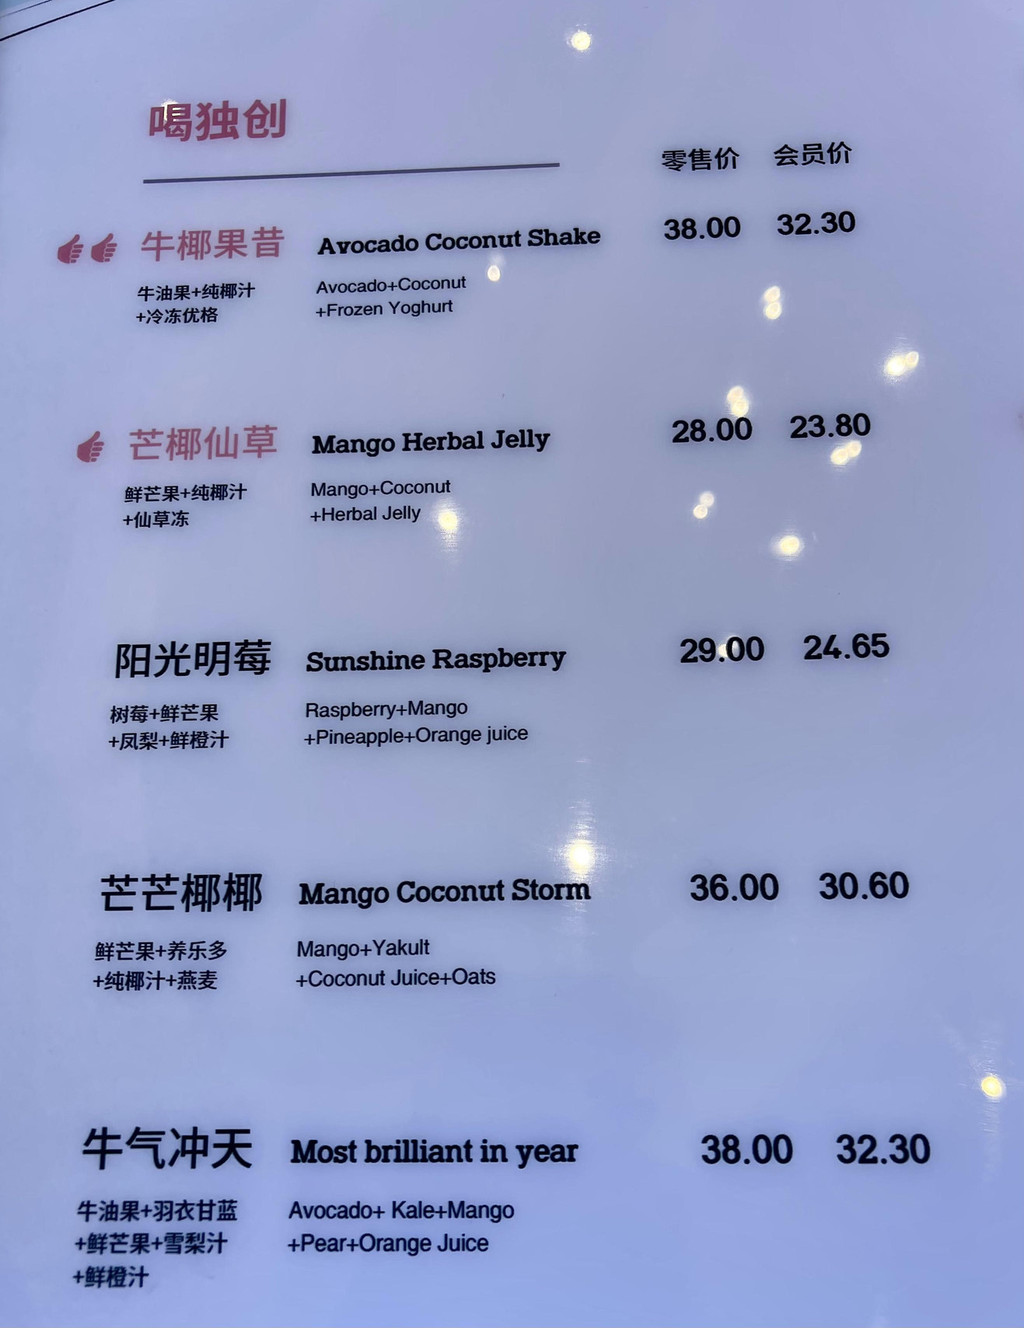 喝独创
零售价 会员价
牛椰果昔 Avocado Coconut Shake 38.00 32.30
牛油果+纯椰汁 Avocado+Coconut
+冷冻优格 +Frozen Yoghurt
芒椰仙草 Mango Herbal Jelly 28.00 23.80
鲜芒果+纯椰汁 Mango+Coconut
+仙草冻 +Herbal Jelly
阳光明莓 Sunshine Raspberry 29.00 24.65
树莓+鲜芒果 Raspberry+Mango
+凤梨+鲜橙汁 +Pineapple+Orange juice
芒芒椰椰 Mango Coconut Storm 36.00 30.60
鲜芒果+养乐多 Mango+Yakult
+纯椰汁+燕麦 +Coconut Juice+Oats
牛气冲天 Most brilliant in year 38.00 32.30
牛油果+羽衣甘蓝 Avocado+ Kale+Mango
+鲜芒果+雪梨汁 +Pear+Orange Juice
+鲜橙汁